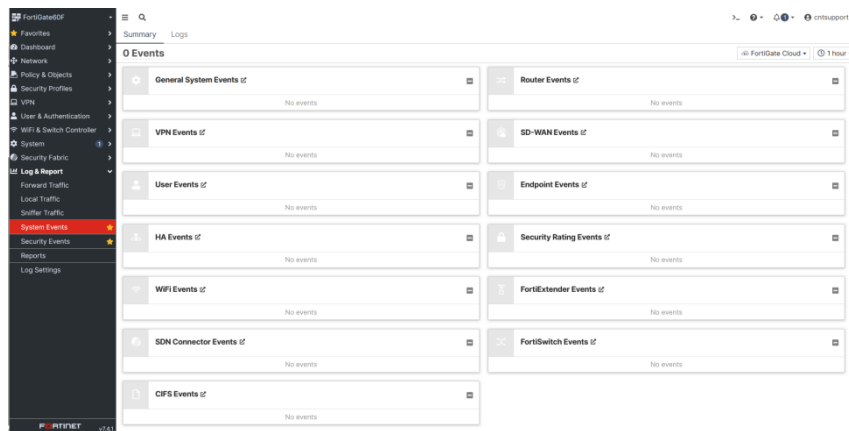 FortiGate60F
Favorites
Dashboard
Network
Policy & Objects
Security Profiles
VPN
User & Authentication
WiFi & Switch Controller
System 1
Security Fabric
Log & Report
Forward Traffic
Local Traffic
Sniffer Traffic
System Events
Security Events
Reports
Log Settings
FORTINET v7.4.1
>_ 1 cntsupport
Summary Logs
0 Events
FortiGate Cloud 1 hour
General System Events
No events
Router Events
No events
VPN Events
No events
SD-WAN Events
No events
User Events
No events
Endpoint Events
No events
HA Events
No events
Security Rating Events
No events
WiFi Events
No events
FortiExtender Events
No events
SDN Connector Events
No events
FortiSwitch Events
No events
CIFS Events
No events